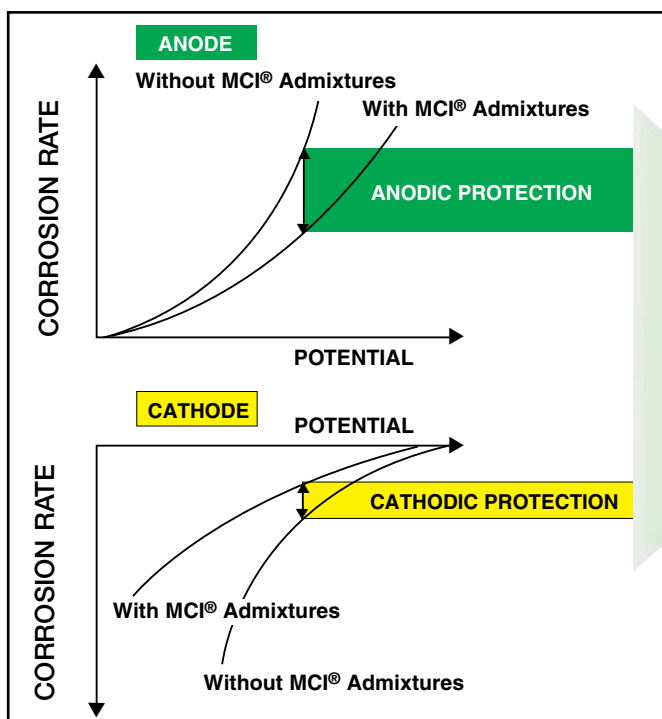 ANODE
Without MCI® Admixtures
With MCI® Admixtures
CORROSION RATE
ANODIC PROTECTION
POTENTIAL
CATHODE
POTENTIAL
CORROSION RATE
CATHODIC PROTECTION
With MCI® Admixtures
Without MCI® Admixtures